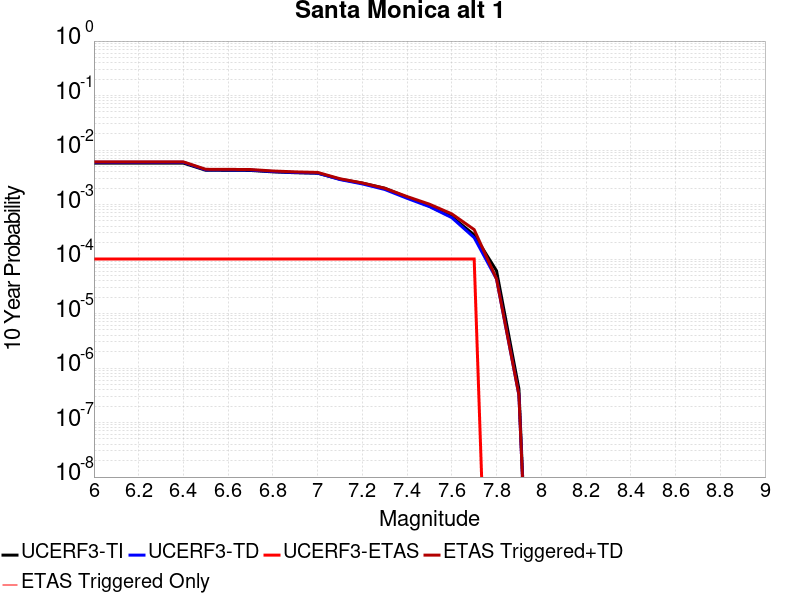 Santa Monica alt 1
10^0
10^-1
10^-2
10^-3
10^-4
10^-5
10^-6
10^-7
10^-8
10 Year Probability
6 6.2 6.4 6.6 6.8 7 7.2 7.4 7.6 7.8 8 8.2 8.4 8.6 8.8 9
Magnitude
UCERF3-TI UCERF3-TD UCERF3-ETAS ETAS Triggered+TD
ETAS Triggered Only